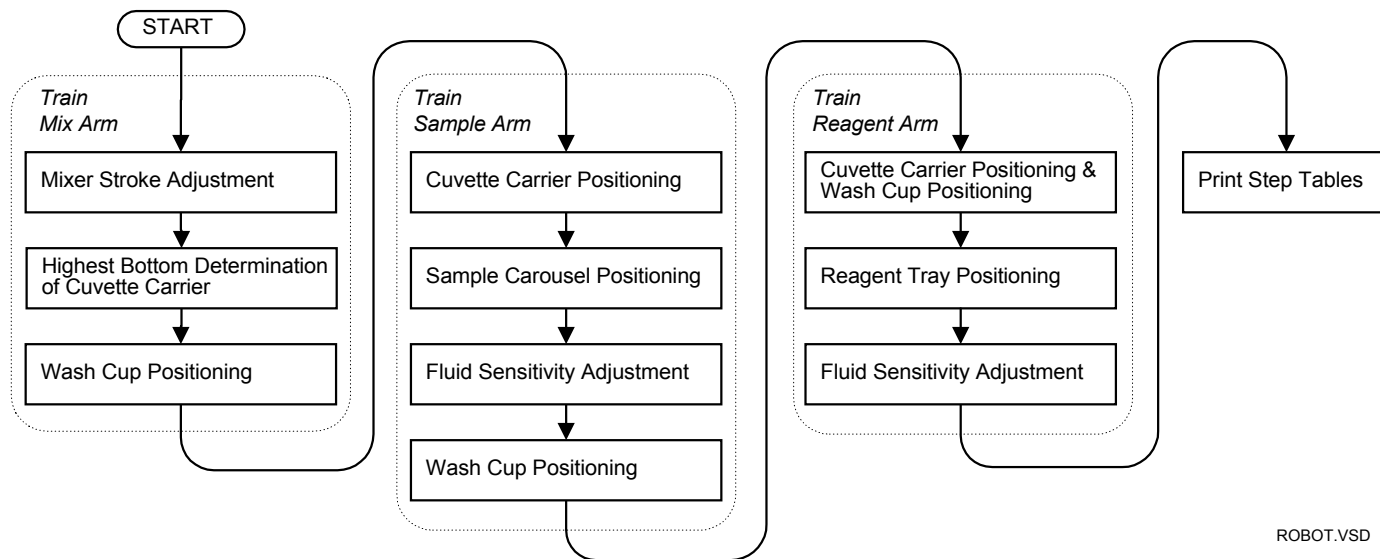 START
Train
Mix Arm
Mixer Stroke Adjustment
Highest Bottom Determination
of Cuvette Carrier
Wash Cup Positioning
Train
Sample Arm
Cuvette Carrier Positioning
Sample Carousel Positioning
Fluid Sensitivity Adjustment
Wash Cup Positioning
Train
Reagent Arm
Cuvette Carrier Positioning &
Wash Cup Positioning
Reagent Tray Positioning
Fluid Sensitivity Adjustment
Print Step Tables
ROBOT.VSD